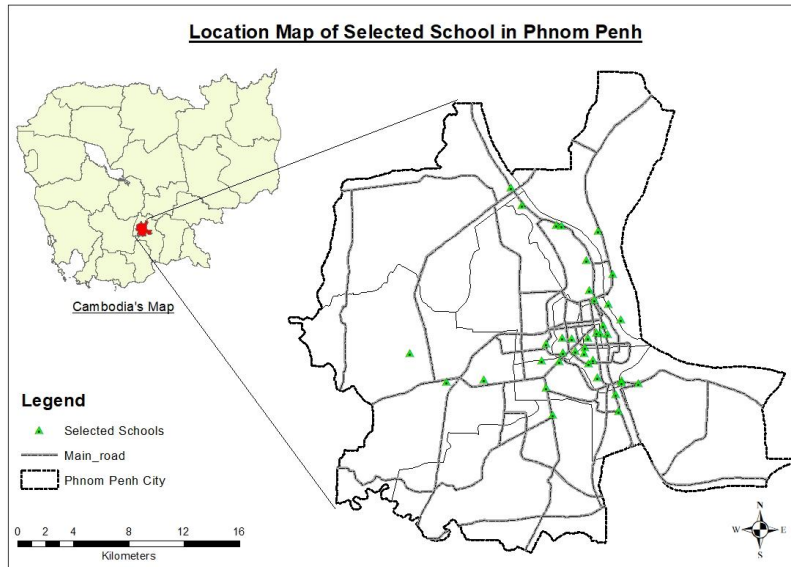 Location Map of Selected School in Phnom Penh
Cambodia's Map
Legend
Selected Schools
Main_road
Phnom Penh City
0 2 4 8 12 16
Kilometers
N
W E
S